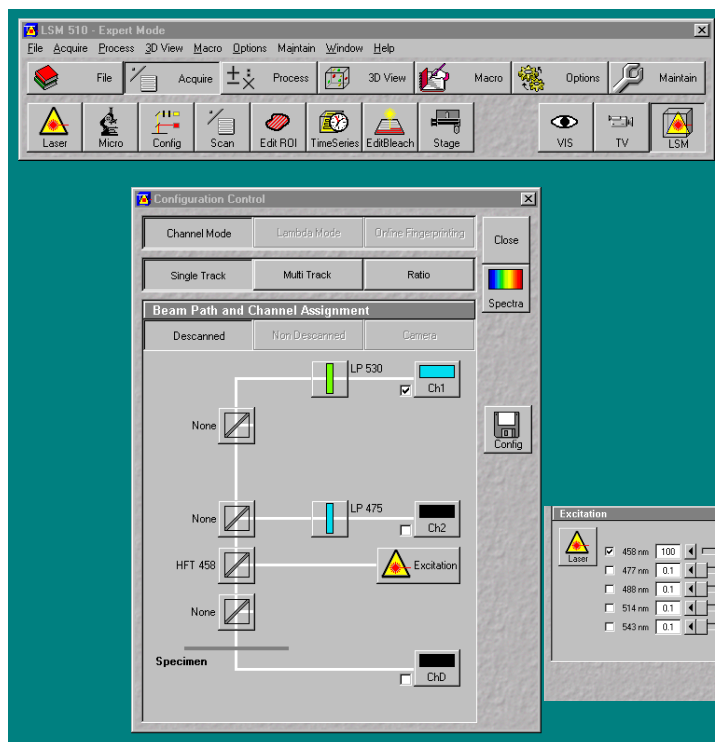 LSM 510 - Expert Mode
File Acquire Process 3D View Macro Options Maintain Window Help
File Acquire Process 3D View Macro Options Maintain
Laser Micro Config Scan Edit ROI TimeSeries EditBleach Stage VIS TV LSM
Configuration Control
Channel Mode Lambda Mode Online Fingerprinting Close
Single Track Multi Track Ratio
Spectra
Beam Path and Channel Assignment
Descanned Non Descanned Camera
LP 530
Ch1
None
Config
LP 475
None
Ch2
Excitation
HFT 458 Excitation
Laser
458 nm 100
477 nm 0.1
488 nm 0.1
514 nm 0.1
543 nm 0.1
None
Specimen
ChD